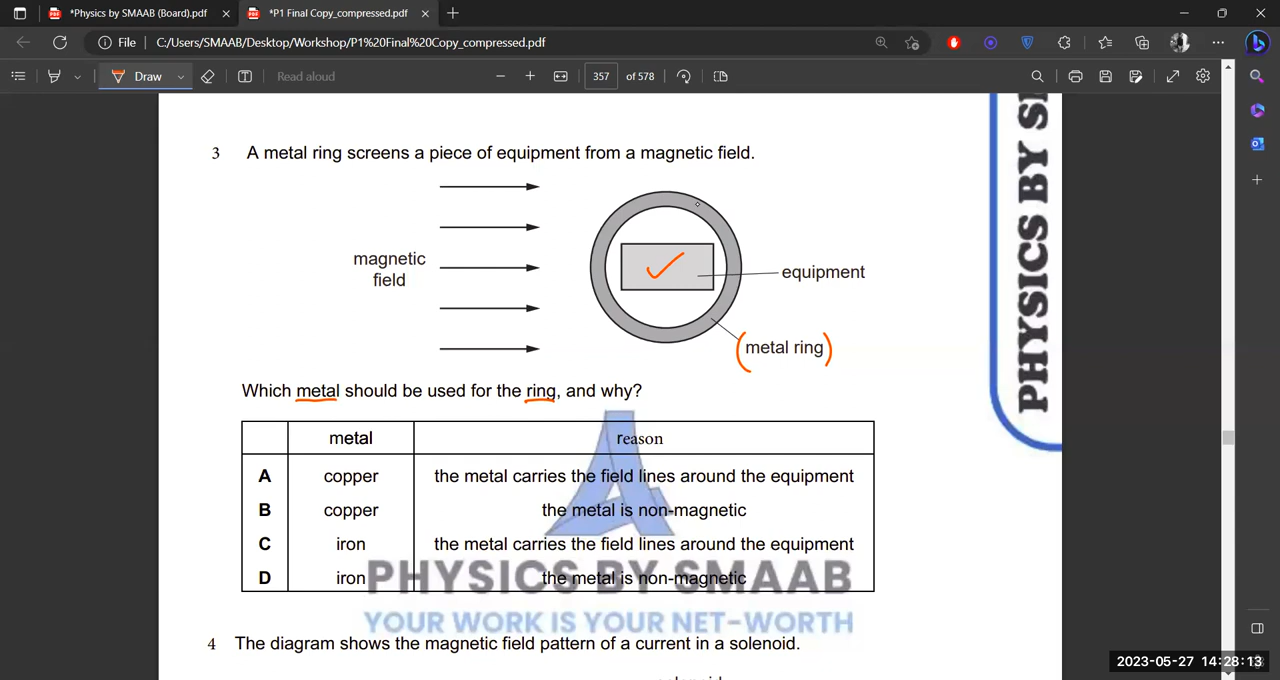 *Physics by SMAAB (Board).pdf
*P1 Final Copy_compressed.pdf
File
C:/Users/SMAAB/Desktop/Workshop/P1%20Final%20Copy_compressed.pdf
Draw
Read aloud
357 of 578
3 A metal ring screens a piece of equipment from a magnetic field.
magnetic
field
equipment
metal ring
Which metal should be used for the ring, and why?
metal reason
A copper the metal carries the field lines around the equipment
B copper the metal is non-magnetic
C iron the metal carries the field lines around the equipment
D iron the metal is non-magnetic
PHYSICS BY SMAAB
YOUR WORK IS YOUR NET-WORTH
4 The diagram shows the magnetic field pattern of a current in a solenoid.
PHYSICS BY
2023-05-27 14:28:13